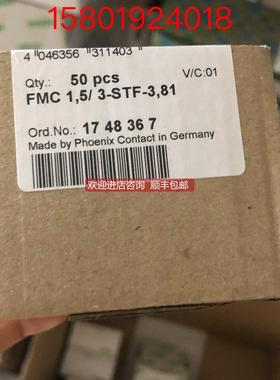 15801924018
4 "046356 "311403"
Qty.: 50 pcs V/C:01
FMC 1,5/ 3-STF-3,81
Ord.No.: 17 48 36 7
Made by Phoenix Contact in Germany
欢迎进店咨询 顺丰包邮